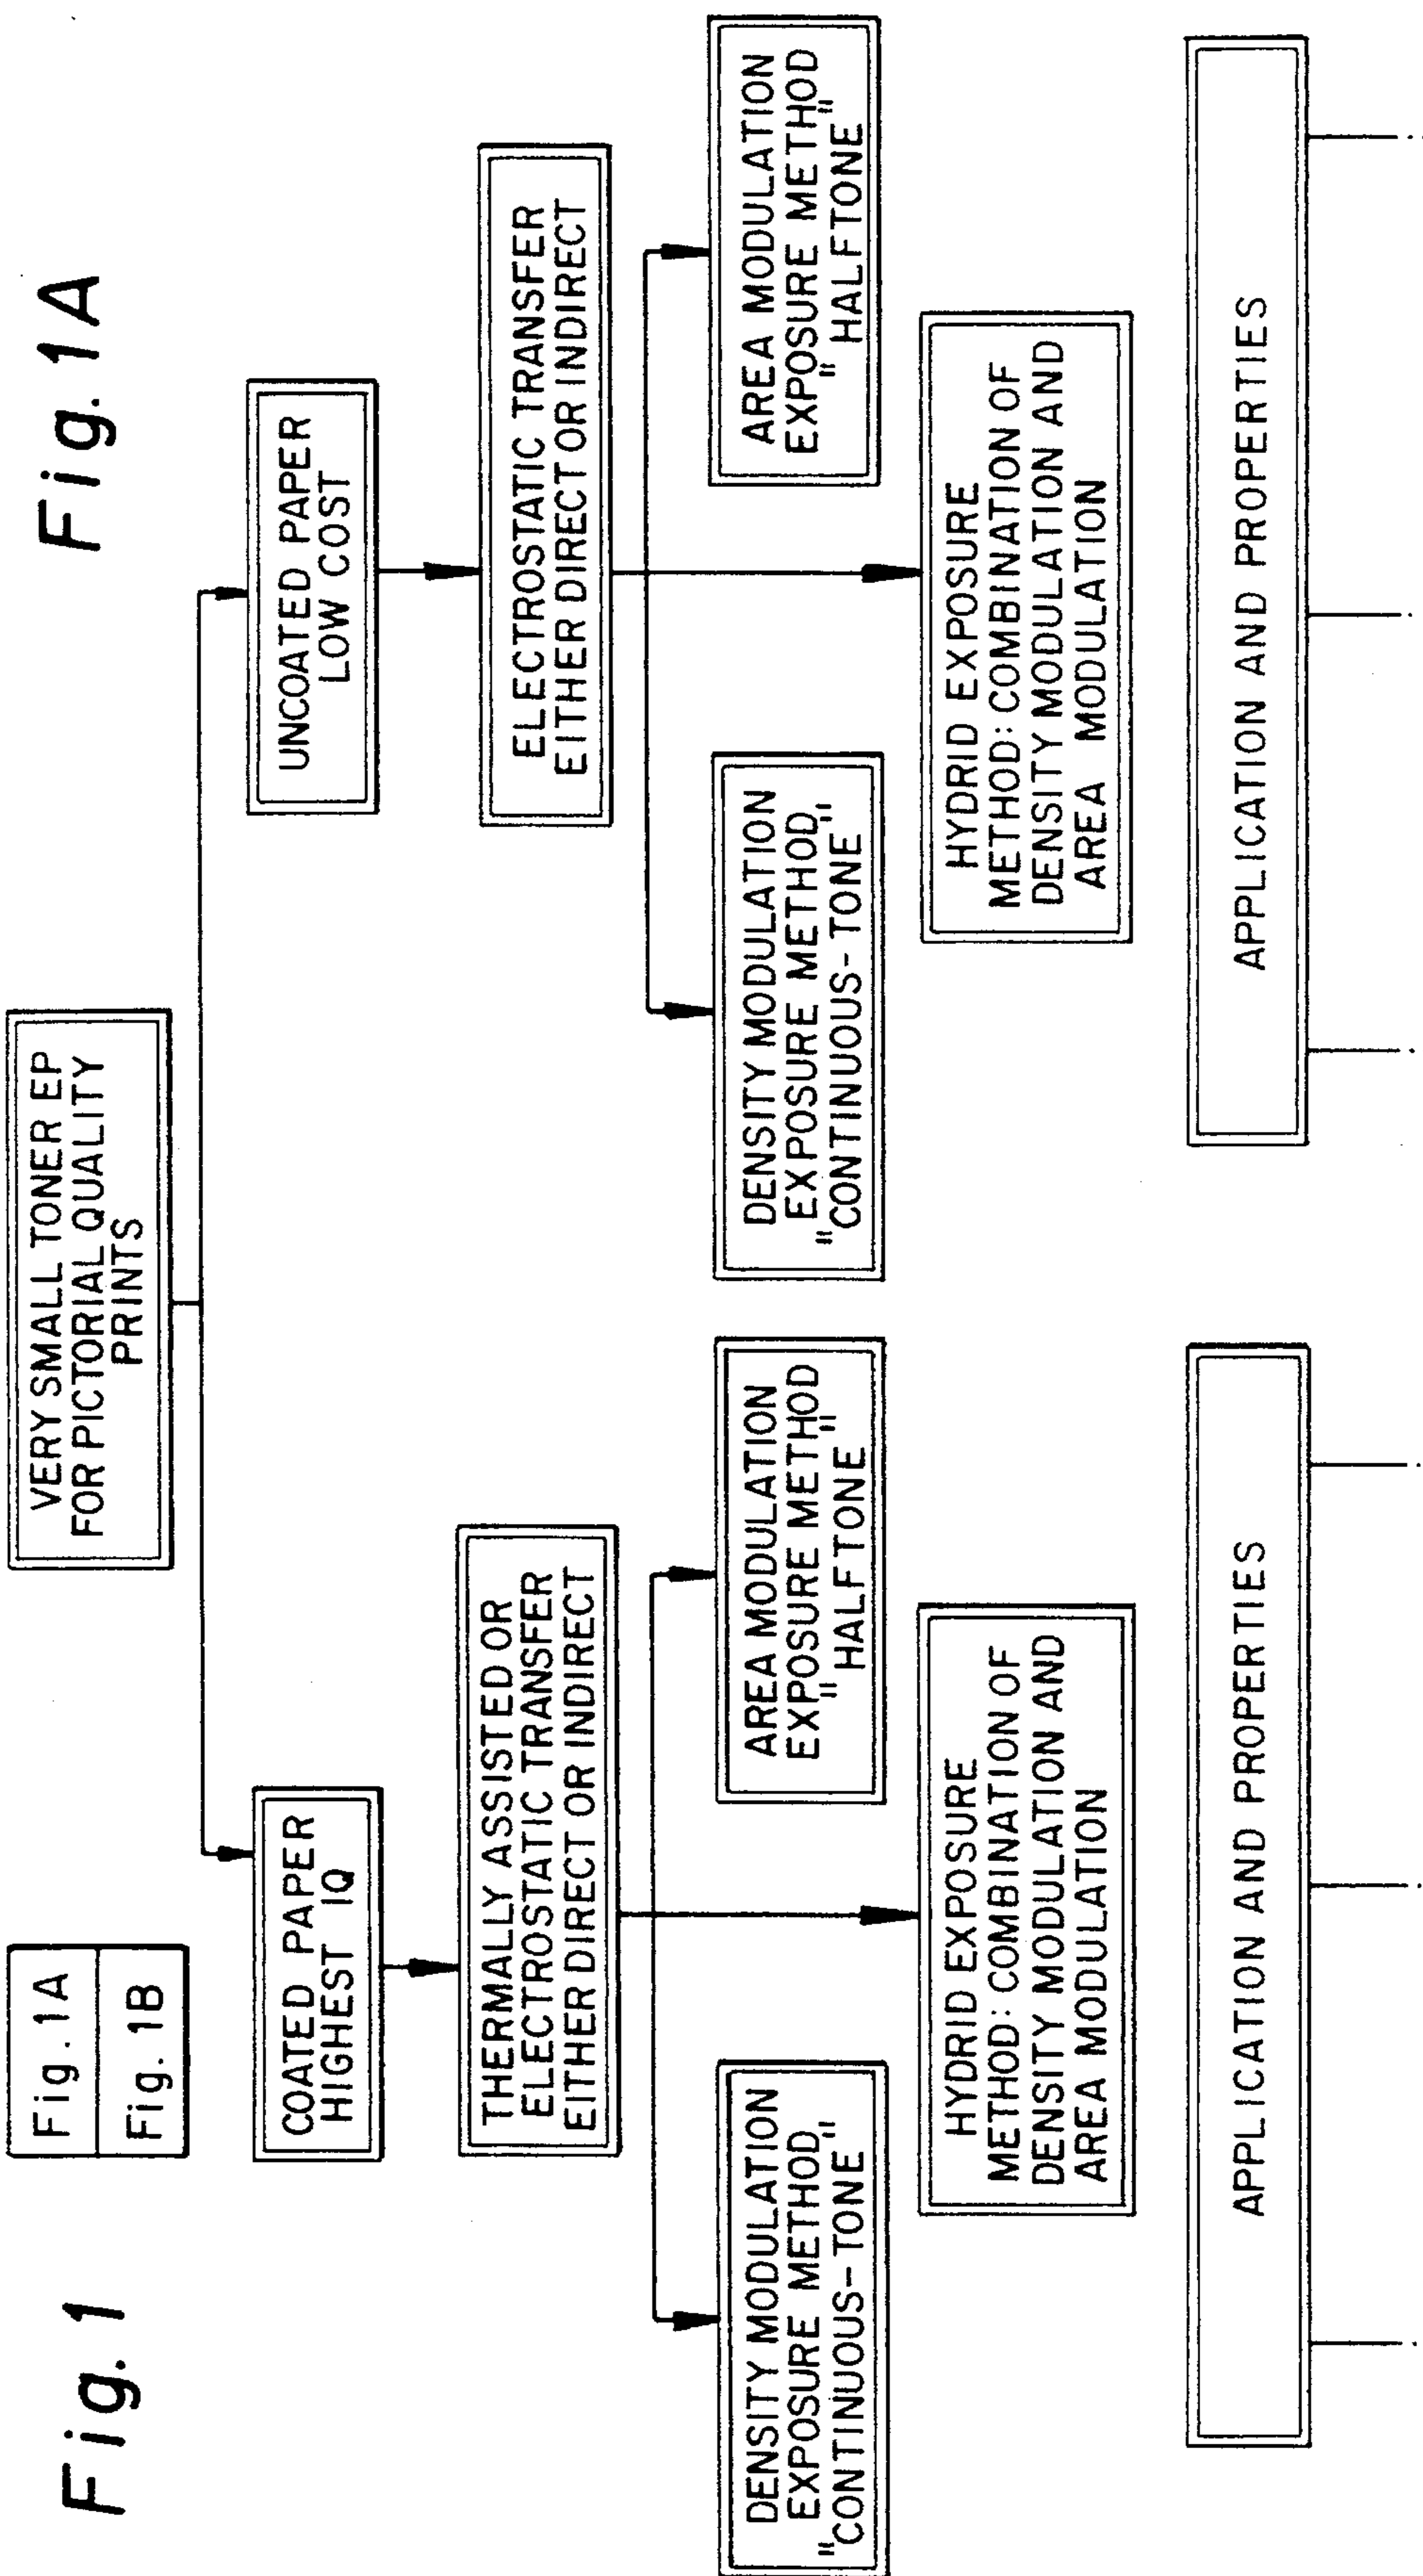 Fig. 1
Fig. 1A
Fig. 1B
Fig. 1A
VERY SMALL TONER EP
FOR PICTORIAL QUALITY
PRINTS
COATED PAPER
HIGHEST IQ
UNCOATED PAPER
LOW COST
THERMALLY ASSISTED OR
ELECTROSTATIC TRANSFER
EITHER DIRECT OR INDIRECT
ELECTROSTATIC TRANSFER
EITHER DIRECT OR INDIRECT
DENSITY MODULATION
EXPOSURE METHOD,
"CONTINUOUS-TONE"
AREA MODULATION
EXPOSURE METHOD
"HALFTONE"
DENSITY MODULATION
EXPOSURE METHOD,
"CONTINUOUS-TONE"
AREA MODULATION
EXPOSURE METHOD
"HALFTONE"
HYDRID EXPOSURE
METHOD: COMBINATION OF
DENSITY MODULATION AND
AREA MODULATION
HYDRID EXPOSURE
METHOD: COMBINATION OF
DENSITY MODULATION AND
AREA MODULATION
APPLICATION AND PROPERTIES
APPLICATION AND PROPERTIES